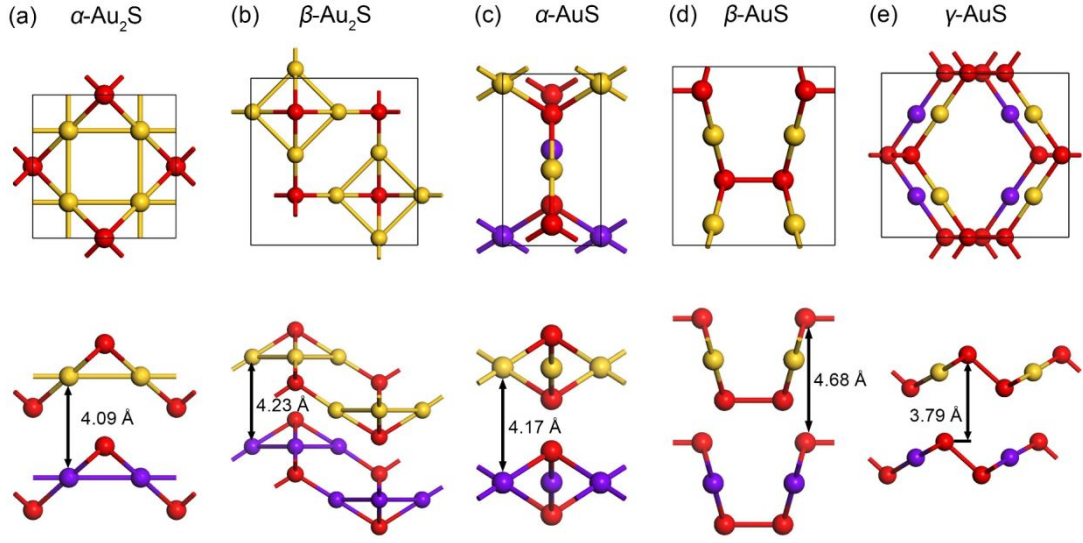 (a) α-Au₂S
(b) β-Au₂S
(c) α-AuS
(d) β-AuS
(e) γ-AuS
4.09 Å
4.23 Å
4.17 Å
4.68 Å
3.79 Å